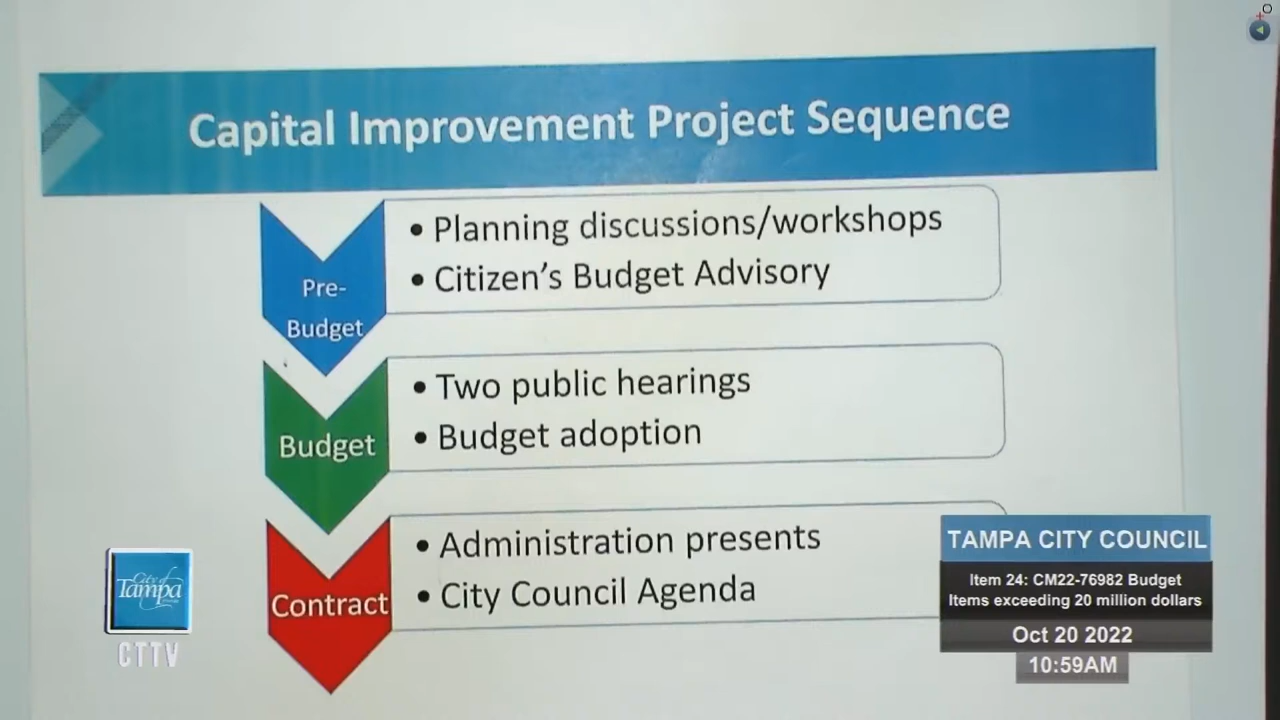 Capital Improvement Project Sequence
Pre-
Budget
• Planning discussions/workshops
• Citizen's Budget Advisory
Budget
• Two public hearings
• Budget adoption
Contract
• Administration presents
• City Council Agenda
City of
Tampa
CTTV
TAMPA CITY COUNCIL
Item 24: CM22-76982 Budget
Items exceeding 20 million dollars
Oct 20 2022
10:59AM